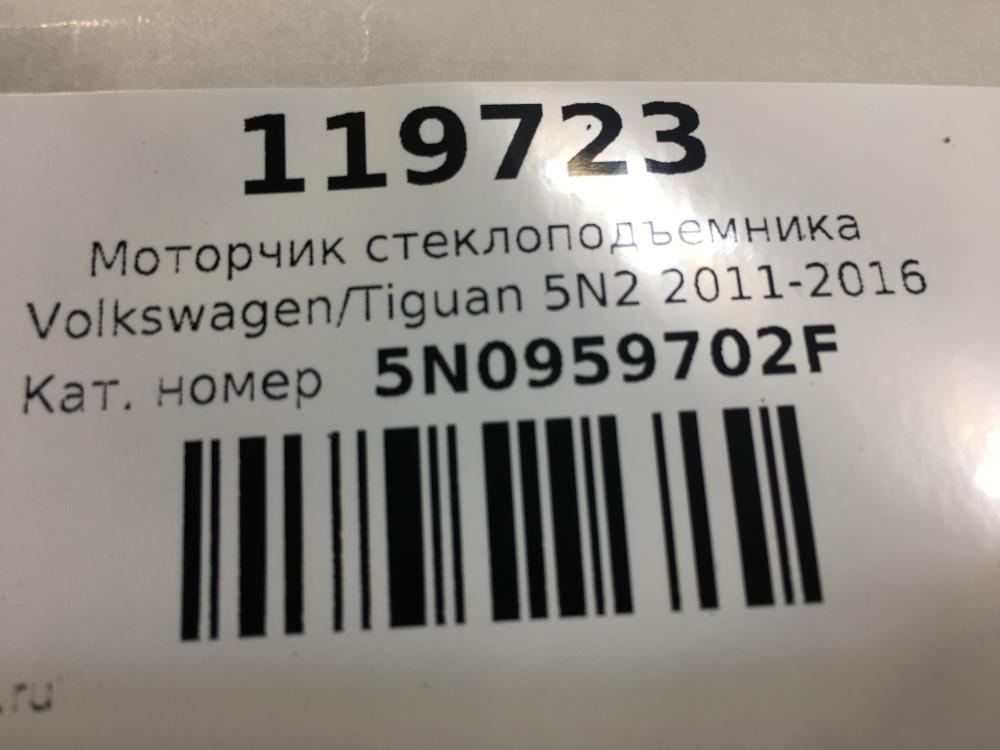 119723
Моторчик стеклоподъемника
Volkswagen/Tiguan 5N2 2011-2016
Кат. номер 5N0959702F
.ru